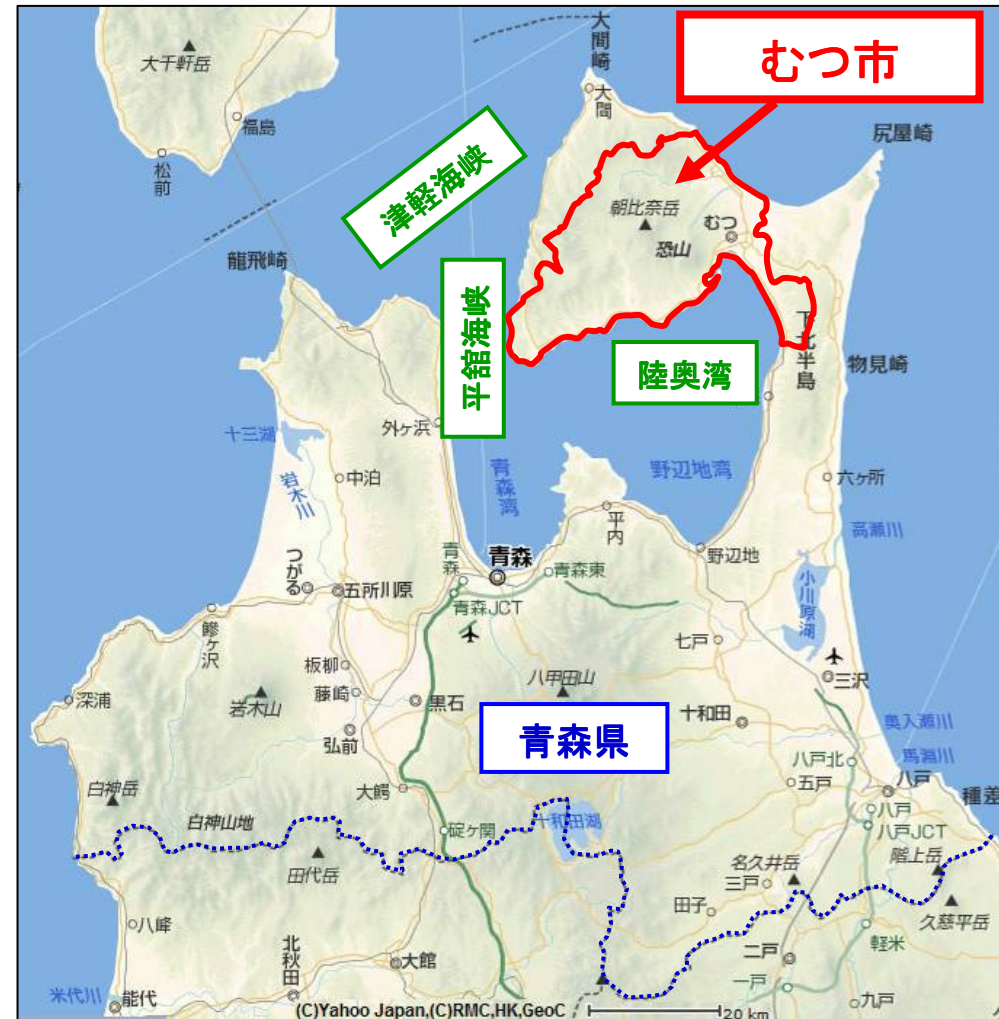 大間崎
むつ市
大千軒岳
大間
福島
尻屋崎
松前
津軽海峡
朝比奈岳
むつ
恐山
龍飛崎
平舘海峡
下北半島
陸奥湾
物見崎
外ヶ浜
十三湖
青森湾
野辺地湾
中泊
岩木川
六ヶ所
平内
高瀬川
つがる
青森
青森
青森東
野辺地
五所川原
青森JCT
小川原湖
鰺ヶ沢
七戸
板柳
八甲田山
三沢
深浦
岩木山
藤崎
黒石
十和田
奥入瀬川
弘前
青森県
馬淵川
八戸北
白神岳
大鰐
五戸
八戸
種差
白神山地
碇ヶ関
十和田湖
八戸
八戸JCT
田代岳
名久井岳
階上岳
三戸
田子
久慈平岳
八峰
北秋田
大館
二戸
軽米
米代川
能代
一戸
九戸
(C)Yahoo Japan,(C)RMC,HK,GeoC
20 km